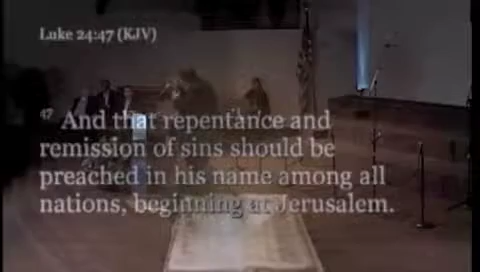 Luke 24:47 (KJV)
47 And that repentance and
remission of sins should be
preached in his name among all
nations, beginning at Jerusalem.